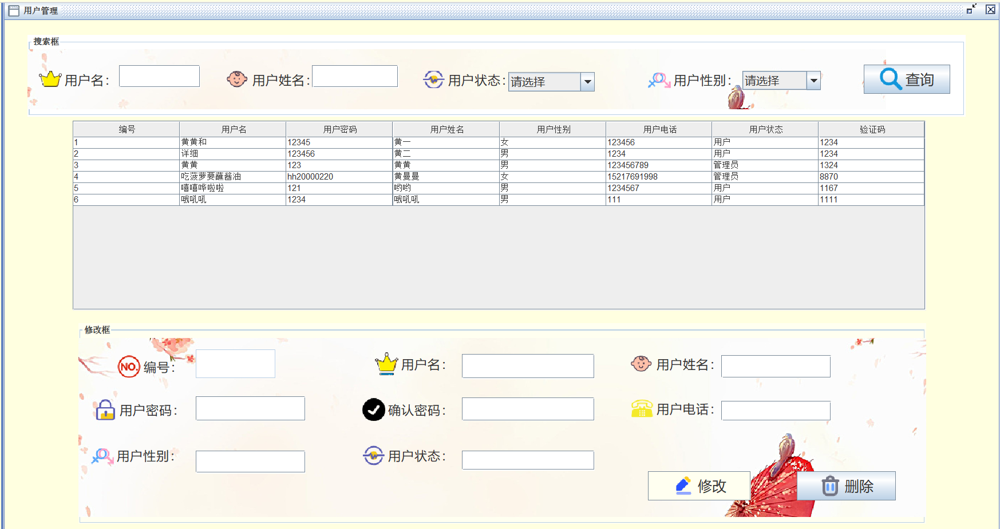 用户管理
搜索框
用户名： 用户姓名： 用户状态： 请选择 用户性别： 请选择 查询
编号 用户名 用户密码 用户姓名 用户性别 用户电话 用户状态 验证码
1 黄黄和 12345 黄一 女 123456 用户 1234
2 详细 123456 黄二 男 1234 用户 1234
3 黄黄 123 黄黄 男 123456789 管理员 1324
4 吃菠萝要蘸酱油 hh20000220 黄曼曼 女 15217691998 管理员 8870
5 嘻嘻哗啦啦 121 哟哟 男 1234567 用户 1167
6 哦吼吼 1234 哦吼吼 男 111 用户 1111
修改框
NO. 编号： 用户名： 用户姓名：
用户密码： 确认密码： 用户电话：
用户性别： 用户状态：
修改 删除